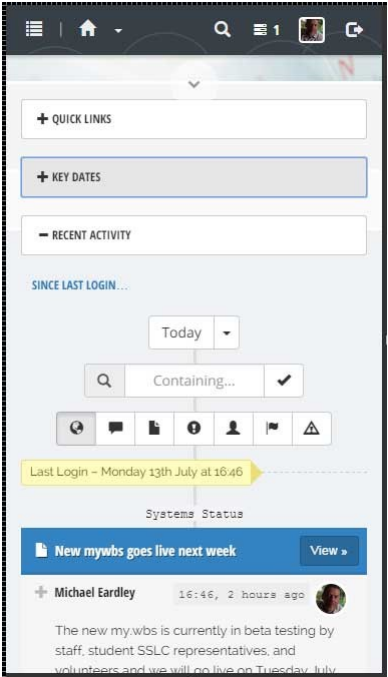 1
N
QUICK LINKS
KEY DATES
RECENT ACTIVITY
SINCE LAST LOGIN...
Today
Containing...
Last Login – Monday 13th July at 16:46
Systems Status
New mywbs goes live next week
View »
Michael Eardley
16:46, 2 hours ago
The new my.wbs is currently in beta testing by
staff, student SSLC representatives, and
volunteers and we will go live on Tuesday July